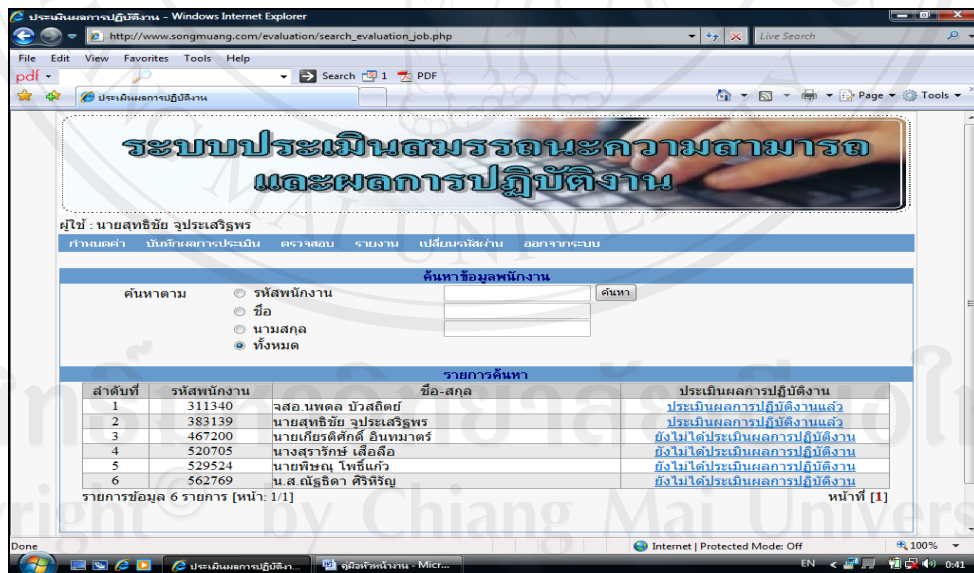 ประเมินผลการปฏิบัติงาน - Windows Internet Explorer
http://www.songmuang.com/evaluation/search_evaluation_job.php
Live Search
File Edit View Favorites Tools Help
pdf Search 1 PDF
ประเมินผลการปฏิบัติงาน
Page Tools
ระบบประเมินสมรรถนะความสามารถ
และผลการปฏิบัติงาน
ผู้ใช้ : นายสุทธิชัย จูประเสริฐพร
กำหนดค่า บันทึกผลการประเมิน ตรวจสอบ รายงาน เปลี่ยนรหัสผ่าน ออกจากระบบ
ค้นหาข้อมูลพนักงาน
ค้นหาตาม รหัสพนักงาน ค้นหา
ชื่อ
นามสกุล
ทั้งหมด
รายการค้นหา
ลำดับที่ รหัสพนักงาน ชื่อ-สกุล ประเมินผลการปฏิบัติงาน
1 311340 จสอ.นพดล บัวสถิตย์ ประเมินผลการปฏิบัติงานแล้ว
2 383139 นายสุทธิชัย จูประเสริฐพร ประเมินผลการปฏิบัติงานแล้ว
3 467200 นายเกียรติศักดิ์ อินทมาตร์ ยังไม่ได้ประเมินผลการปฏิบัติงาน
4 520705 นางสุรารักษ์ เสือลือ ยังไม่ได้ประเมินผลการปฏิบัติงาน
5 529524 นายพิษณุ โพธิ์แก้ว ยังไม่ได้ประเมินผลการปฏิบัติงาน
6 562769 น.ส.ณัฐธิดา ศิริหิรัญ ยังไม่ได้ประเมินผลการปฏิบัติงาน
รายการข้อมูล 6 รายการ [หน้า: 1/1] หน้าที่ [1]
by Chiang Mai Univers
Done Internet | Protected Mode: Off 100%
ประเมินผลการปฏิบัติงา... คู่มือหัวหน้างาน - Micr... EN 0:41